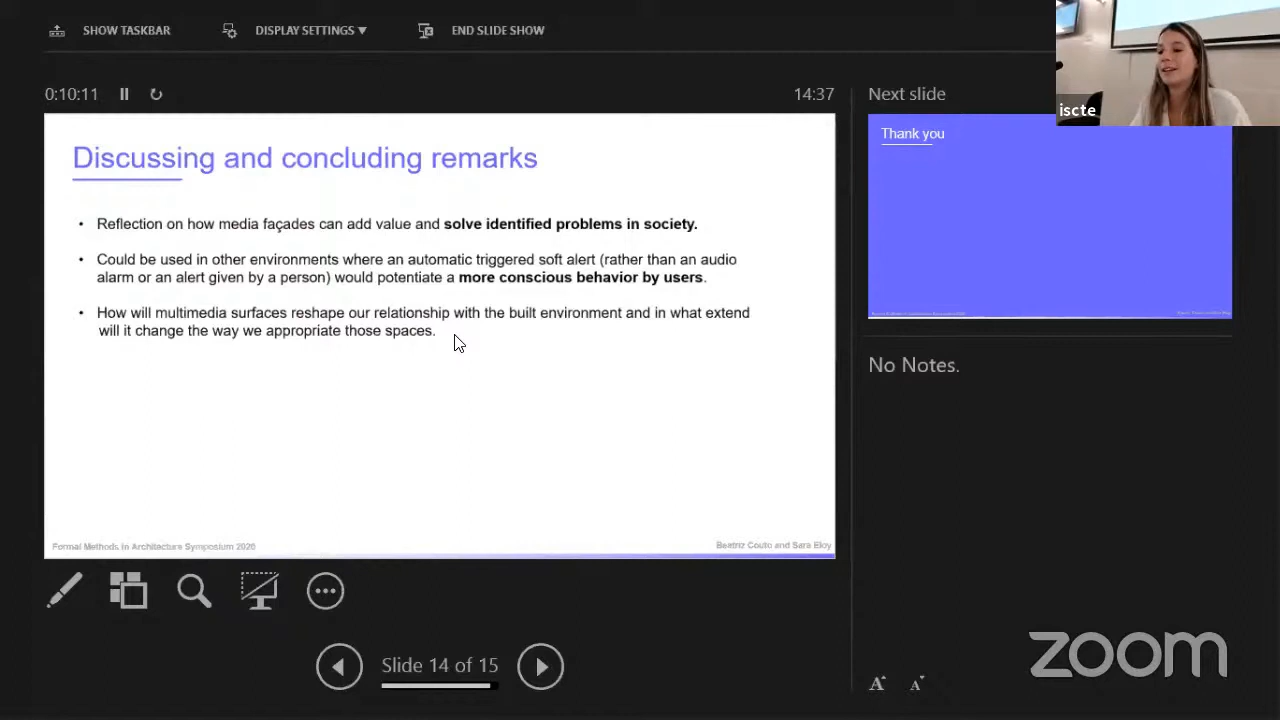 SHOW TASKBAR
DISPLAY SETTINGS ▼
END SLIDE SHOW
0:10:11
14:37
Next slide
iscte
Thank you
Discussing and concluding remarks
• Reflection on how media façades can add value and solve identified problems in society.
• Could be used in other environments where an automatic triggered soft alert (rather than an audio
alarm or an alert given by a person) would potentiate a more conscious behavior by users.
• How will multimedia surfaces reshape our relationship with the built environment and in what extend
will it change the way we appropriate those spaces.
Formal Methods in Architecture Symposium 2020
Beatriz Couto and Sara Eloy
No Notes.
Slide 14 of 15
A
A
zoom